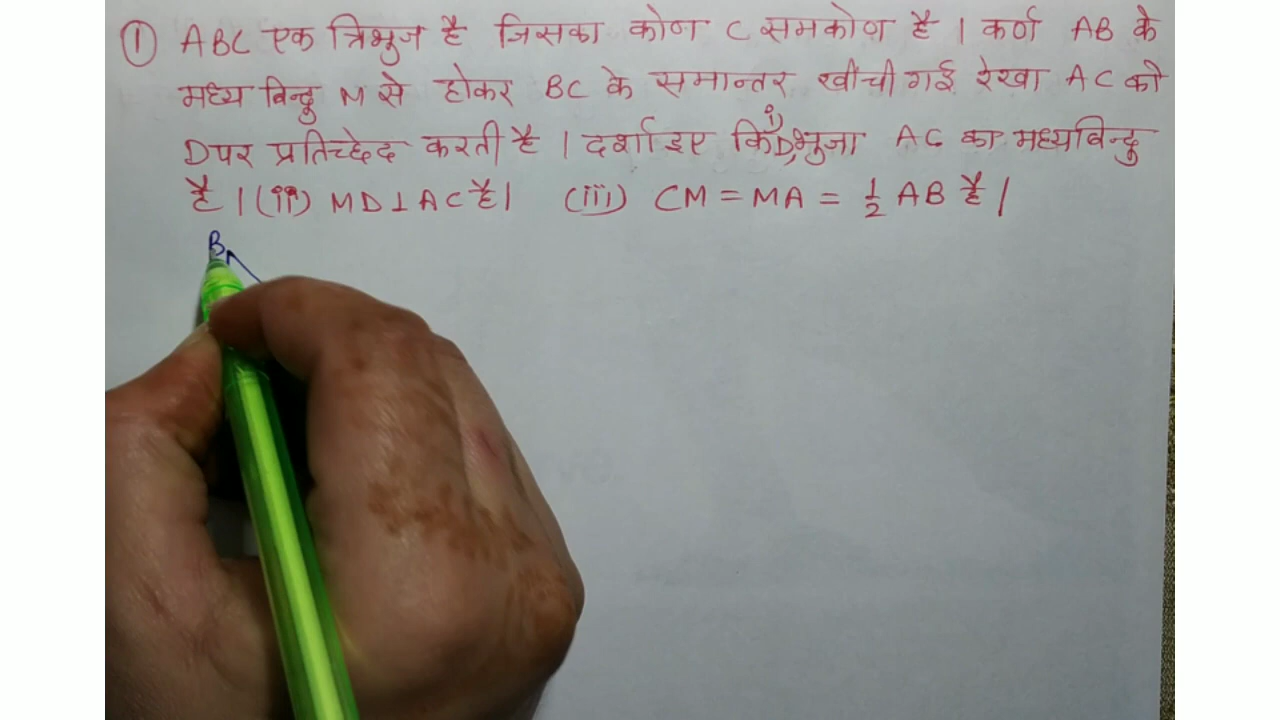 ① ABC एक त्रिभुज है जिसका कोण C समकोण है । कर्ण AB के
मध्य बिन्दु M से होकर BC के समान्तर खींची गई रेखा AC को
D पर प्रतिच्छेद करती है । दर्शाइए कि (i) D, भुजा AC का मध्यबिन्दु
है । (ii) MD⊥AC है । (iii) CM = MA = 1/2 AB है ।
B